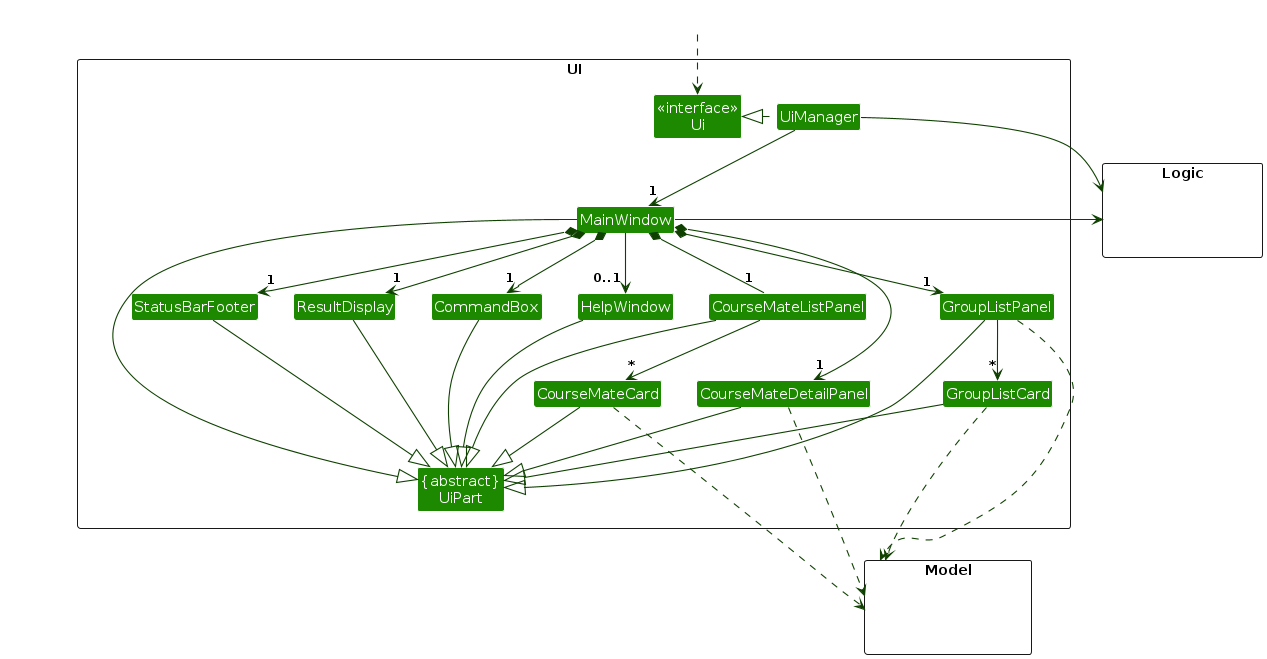 UI
«interface»
Ui
UiManager
Logic
1
MainWindow
1
1
1
0..1
1
1
StatusBarFooter
ResultDisplay
CommandBox
HelpWindow
CourseMateListPanel
GroupListPanel
*
1
*
CourseMateCard
CourseMateDetailPanel
GroupListCard
{abstract}
UiPart
Model